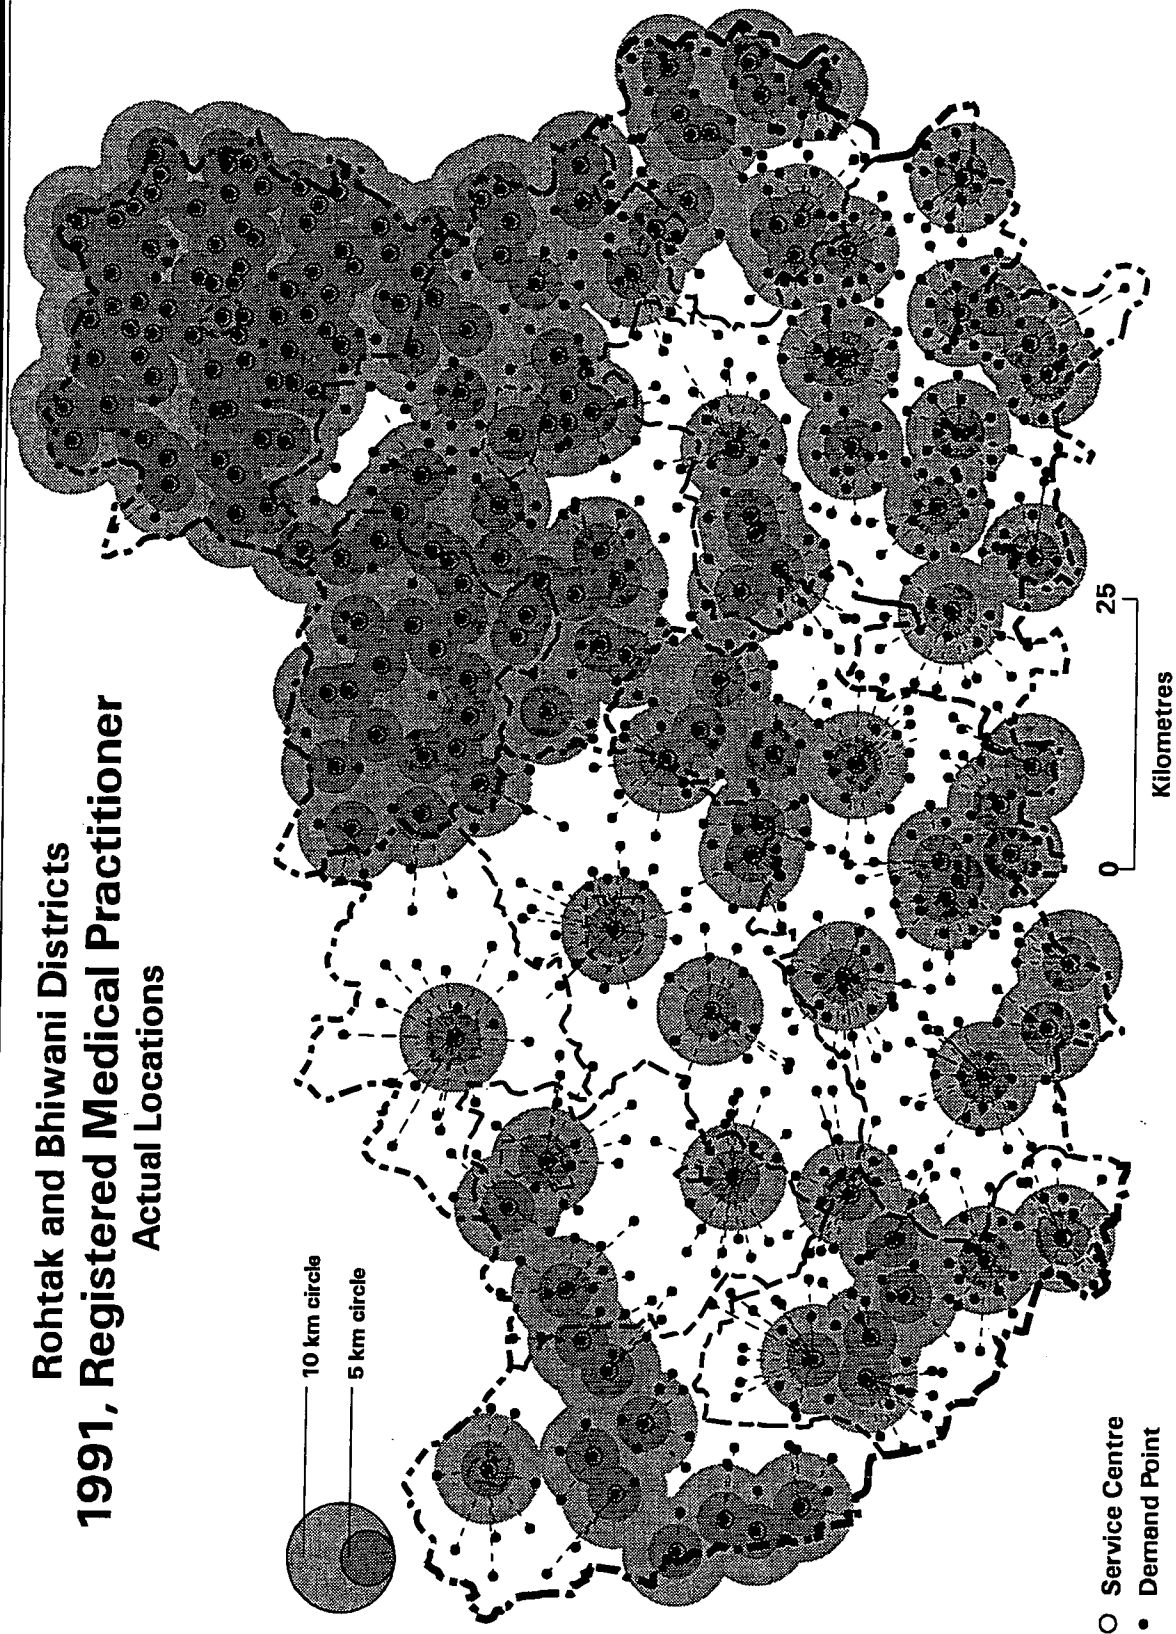 Rohtak and Bhiwani Districts
1991, Registered Medical Practitioner
Actual Locations
10 km circle
5 km circle
Service Centre
Demand Point
0
25
Kilometres